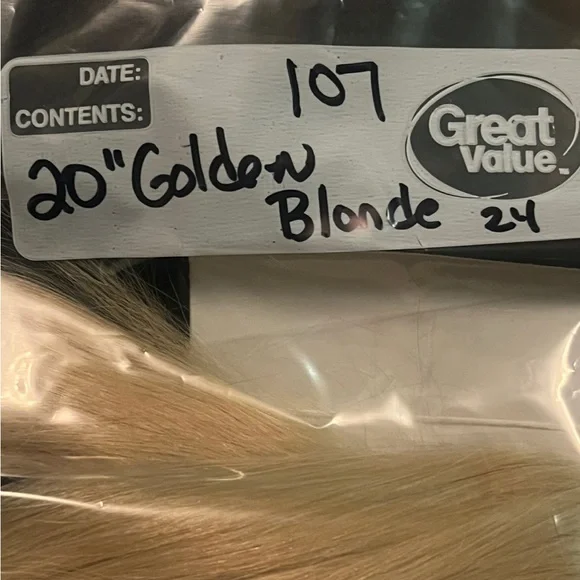 DATE: 107
CONTENTS:
Great
Value
20" Golden
Blonde 24